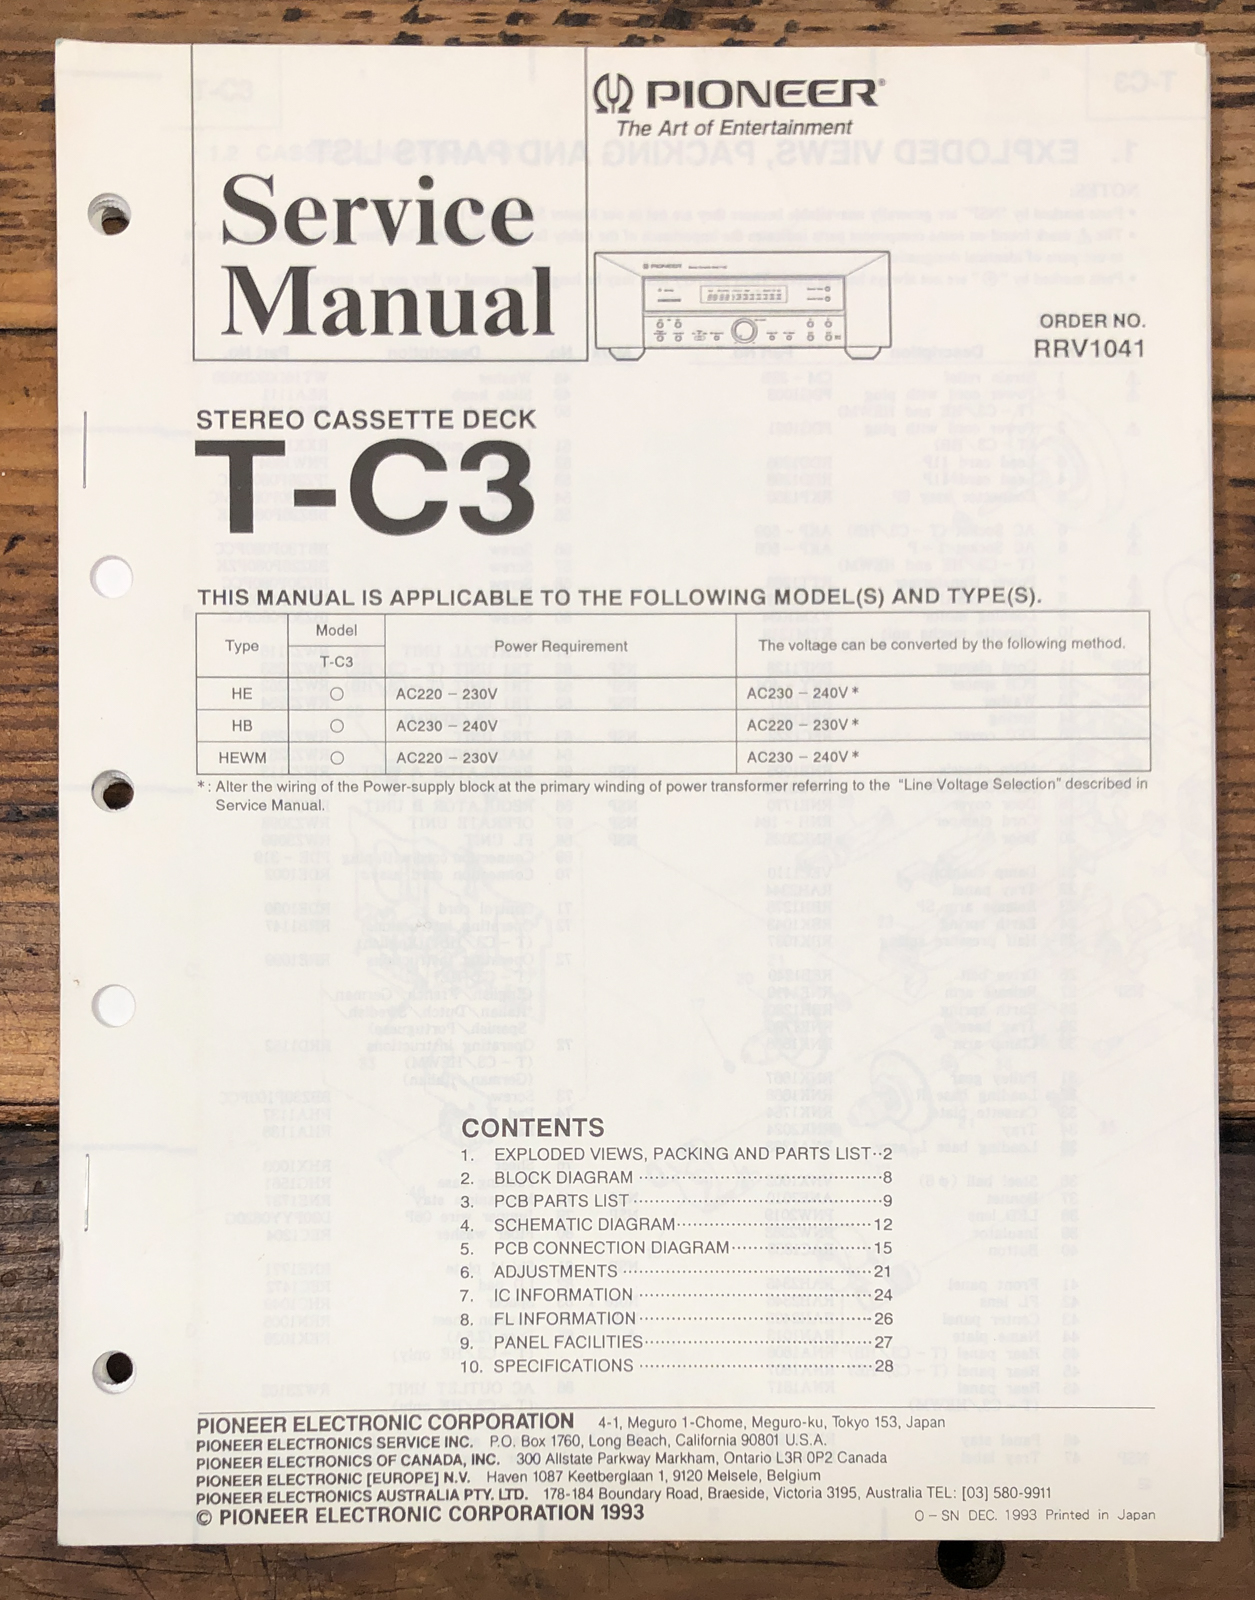 PIONEER®
The Art of Entertainment
Service
Manual
ORDER NO.
RRV1041
STEREO CASSETTE DECK
T-C3
THIS MANUAL IS APPLICABLE TO THE FOLLOWING MODEL(S) AND TYPE(S).
Type Model Power Requirement The voltage can be converted by the following method.
T-C3
HE ○ AC220 – 230V AC230 – 240V *
HB ○ AC230 – 240V AC220 – 230V *
HEWM ○ AC220 – 230V AC230 – 240V *
* : Alter the wiring of the Power-supply block at the primary winding of power transformer referring to the "Line Voltage Selection" described in
Service Manual.
CONTENTS
1. EXPLODED VIEWS, PACKING AND PARTS LIST··2
2. BLOCK DIAGRAM ········ 8
3. PCB PARTS LIST ········ 9
4. SCHEMATIC DIAGRAM ········ 12
5. PCB CONNECTION DIAGRAM ········ 15
6. ADJUSTMENTS ········ 21
7. IC INFORMATION ········ 24
8. FL INFORMATION ········ 26
9. PANEL FACILITIES ········ 27
10. SPECIFICATIONS ········ 28
PIONEER ELECTRONIC CORPORATION 4-1, Meguro 1-Chome, Meguro-ku, Tokyo 153, Japan
PIONEER ELECTRONICS SERVICE INC. P.O. Box 1760, Long Beach, California 90801 U.S.A.
PIONEER ELECTRONICS OF CANADA, INC. 300 Allstate Parkway Markham, Ontario L3R 0P2 Canada
PIONEER ELECTRONIC [EUROPE] N.V. Haven 1087 Keetberglaan 1, 9120 Melsele, Belgium
PIONEER ELECTRONICS AUSTRALIA PTY. LTD. 178-184 Boundary Road, Braeside, Victoria 3195, Australia TEL: [03] 580-9911
© PIONEER ELECTRONIC CORPORATION 1993
O – SN DEC. 1993 Printed in Japan